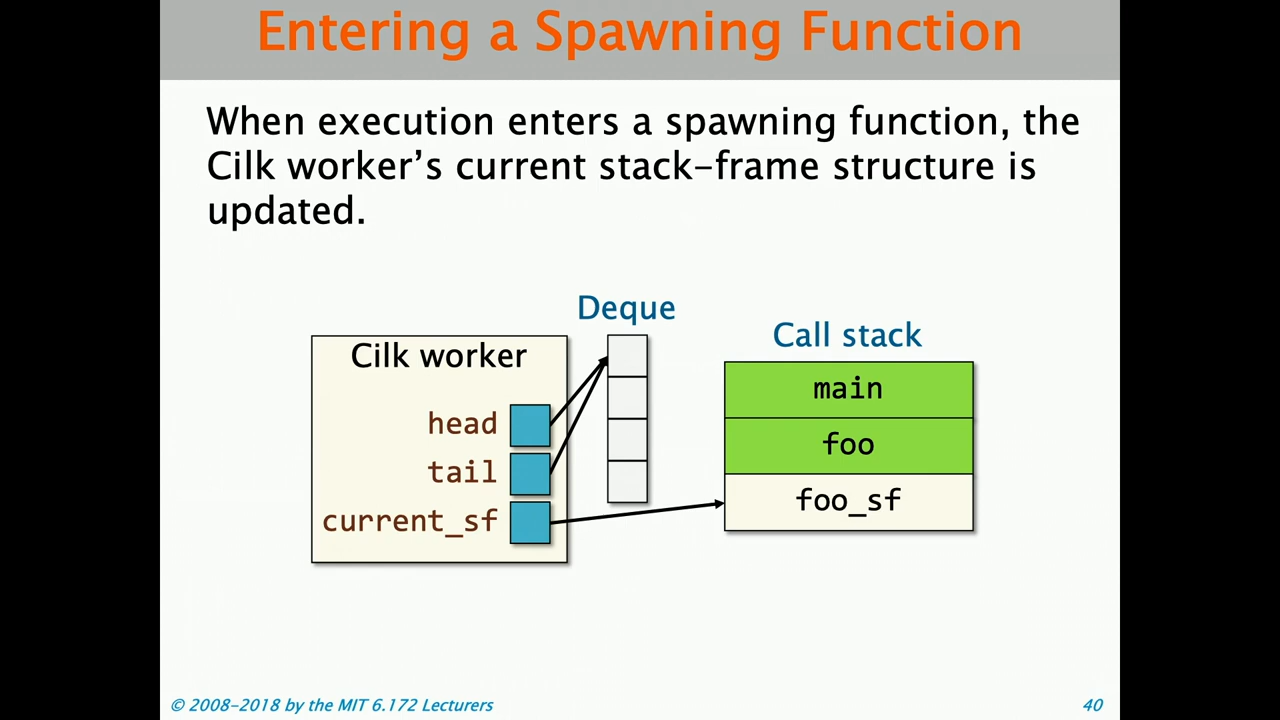 Entering a Spawning Function
When execution enters a spawning function, the
Cilk worker’s current stack-frame structure is
updated.
Deque
Call stack
Cilk worker
head
tail
current_sf
main
foo
foo_sf
© 2008-2018 by the MIT 6.172 Lecturers
40